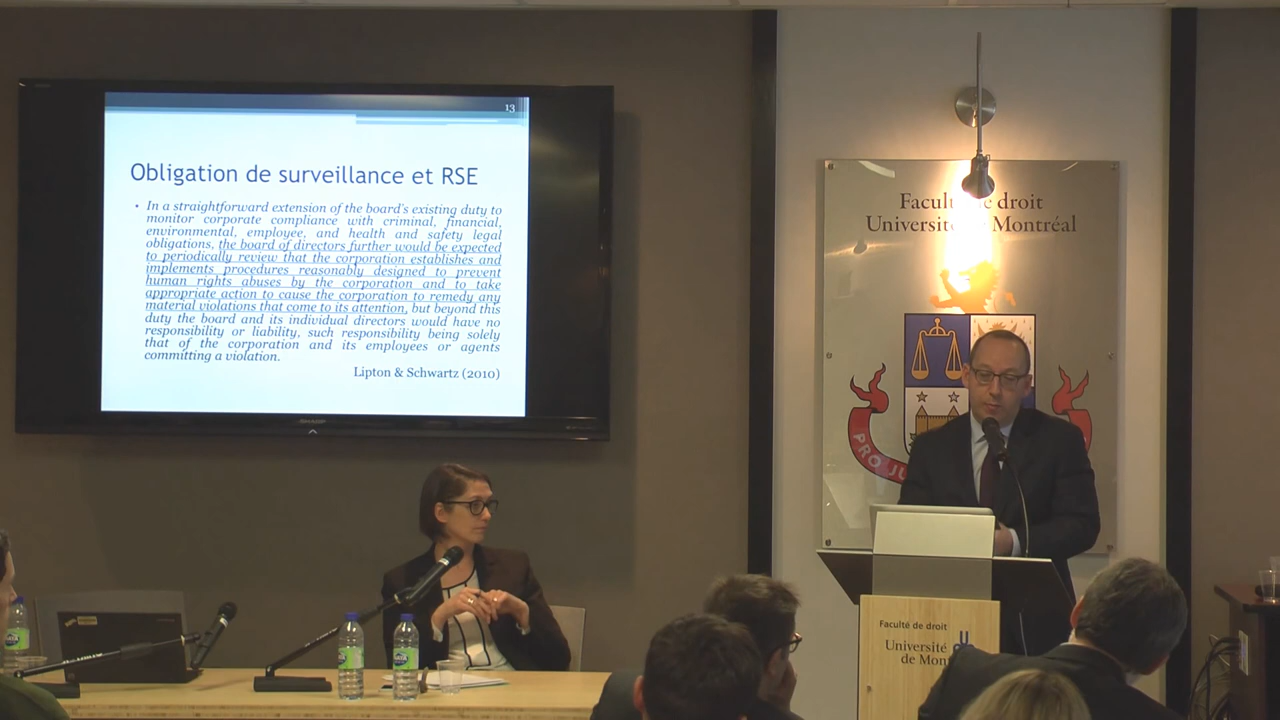 13
Obligation de surveillance et RSE
• In a straightforward extension of the board's existing duty to
monitor corporate compliance with criminal, financial,
environmental, employee, and health and safety legal
obligations, the board of directors further would be expected
to periodically review that the corporation establishes and
implements procedures reasonably designed to prevent
human rights abuses by the corporation and to take
appropriate action to cause the corporation to remedy any
material violations that come to its attention, but beyond this
duty the board and its individual directors would have no
responsibility or liability, such responsibility being solely
that of the corporation and its employees or agents
committing a violation.
Lipton & Schwartz (2010)
Faculté de droit
Université de Montréal
PRO JU
Faculté de droit
Université
de Mon